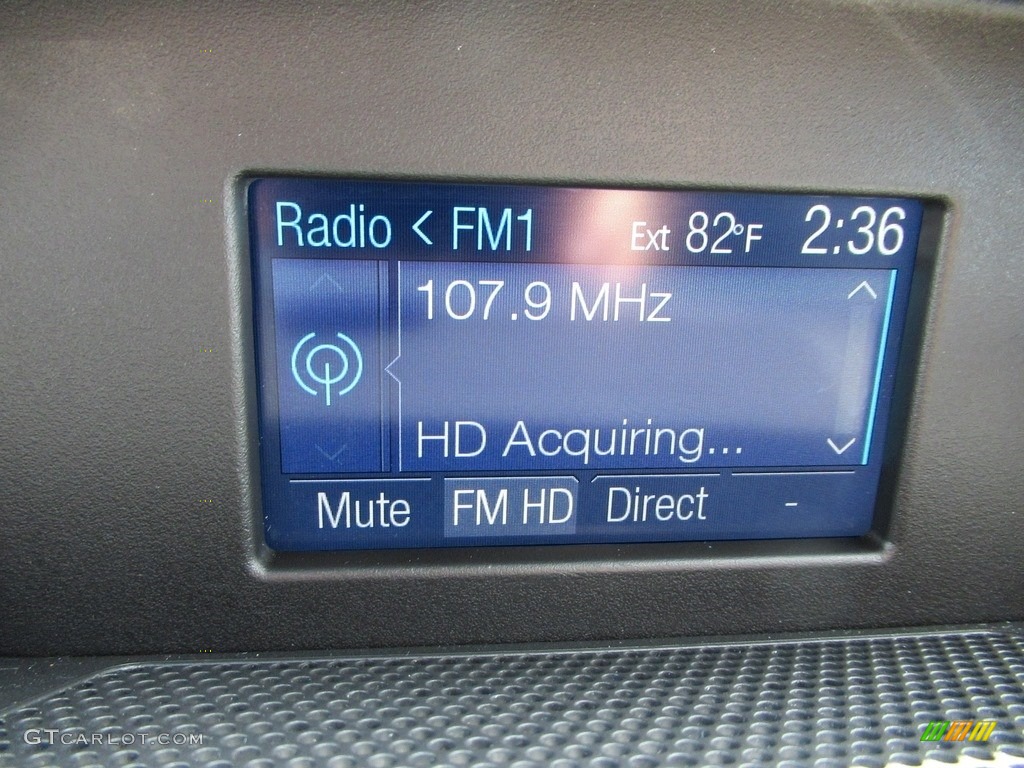 Radio < FM1 Ext 82°F 2:36
107.9 MHz
HD Acquiring...
Mute FM HD Direct -
GTCARLOT.COM